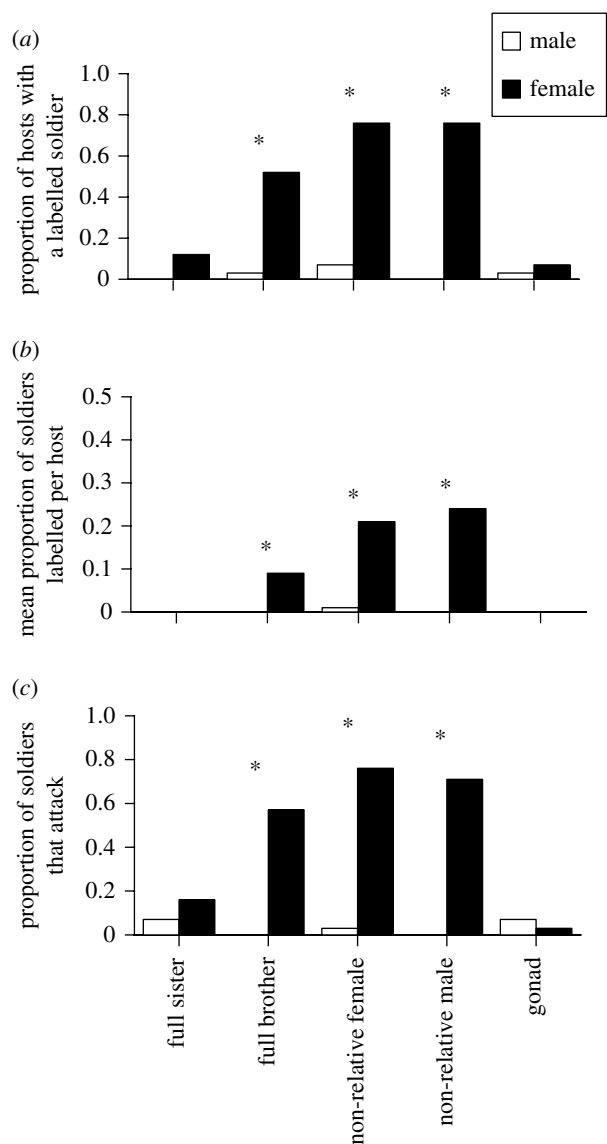 (a)
male
female
proportion of hosts with
a labelled soldier
1.0
0.8
0.6
0.4
0.2
0
*
*
*
(b)
mean proportion of soldiers
labelled per host
0.5
0.4
0.3
0.2
0.1
0
*
*
*
(c)
proportion of soldiers
that attack
1.0
0.8
0.6
0.4
0.2
0
*
*
*
full sister
full brother
non-relative female
non-relative male
gonad